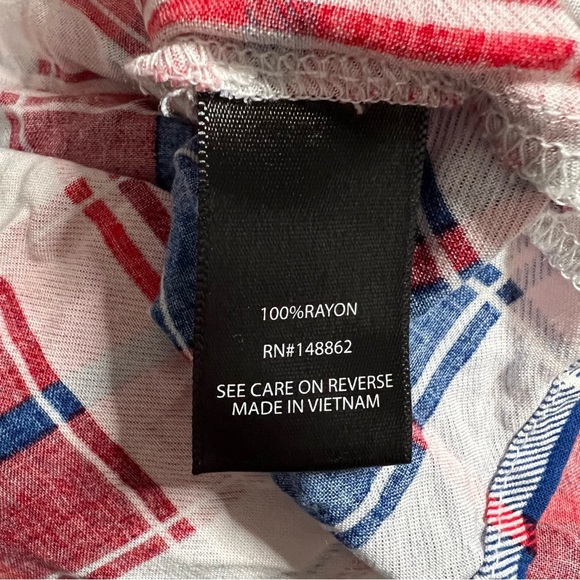 100%RAYON
RN#148862
SEE CARE ON REVERSE
MADE IN VIETNAM